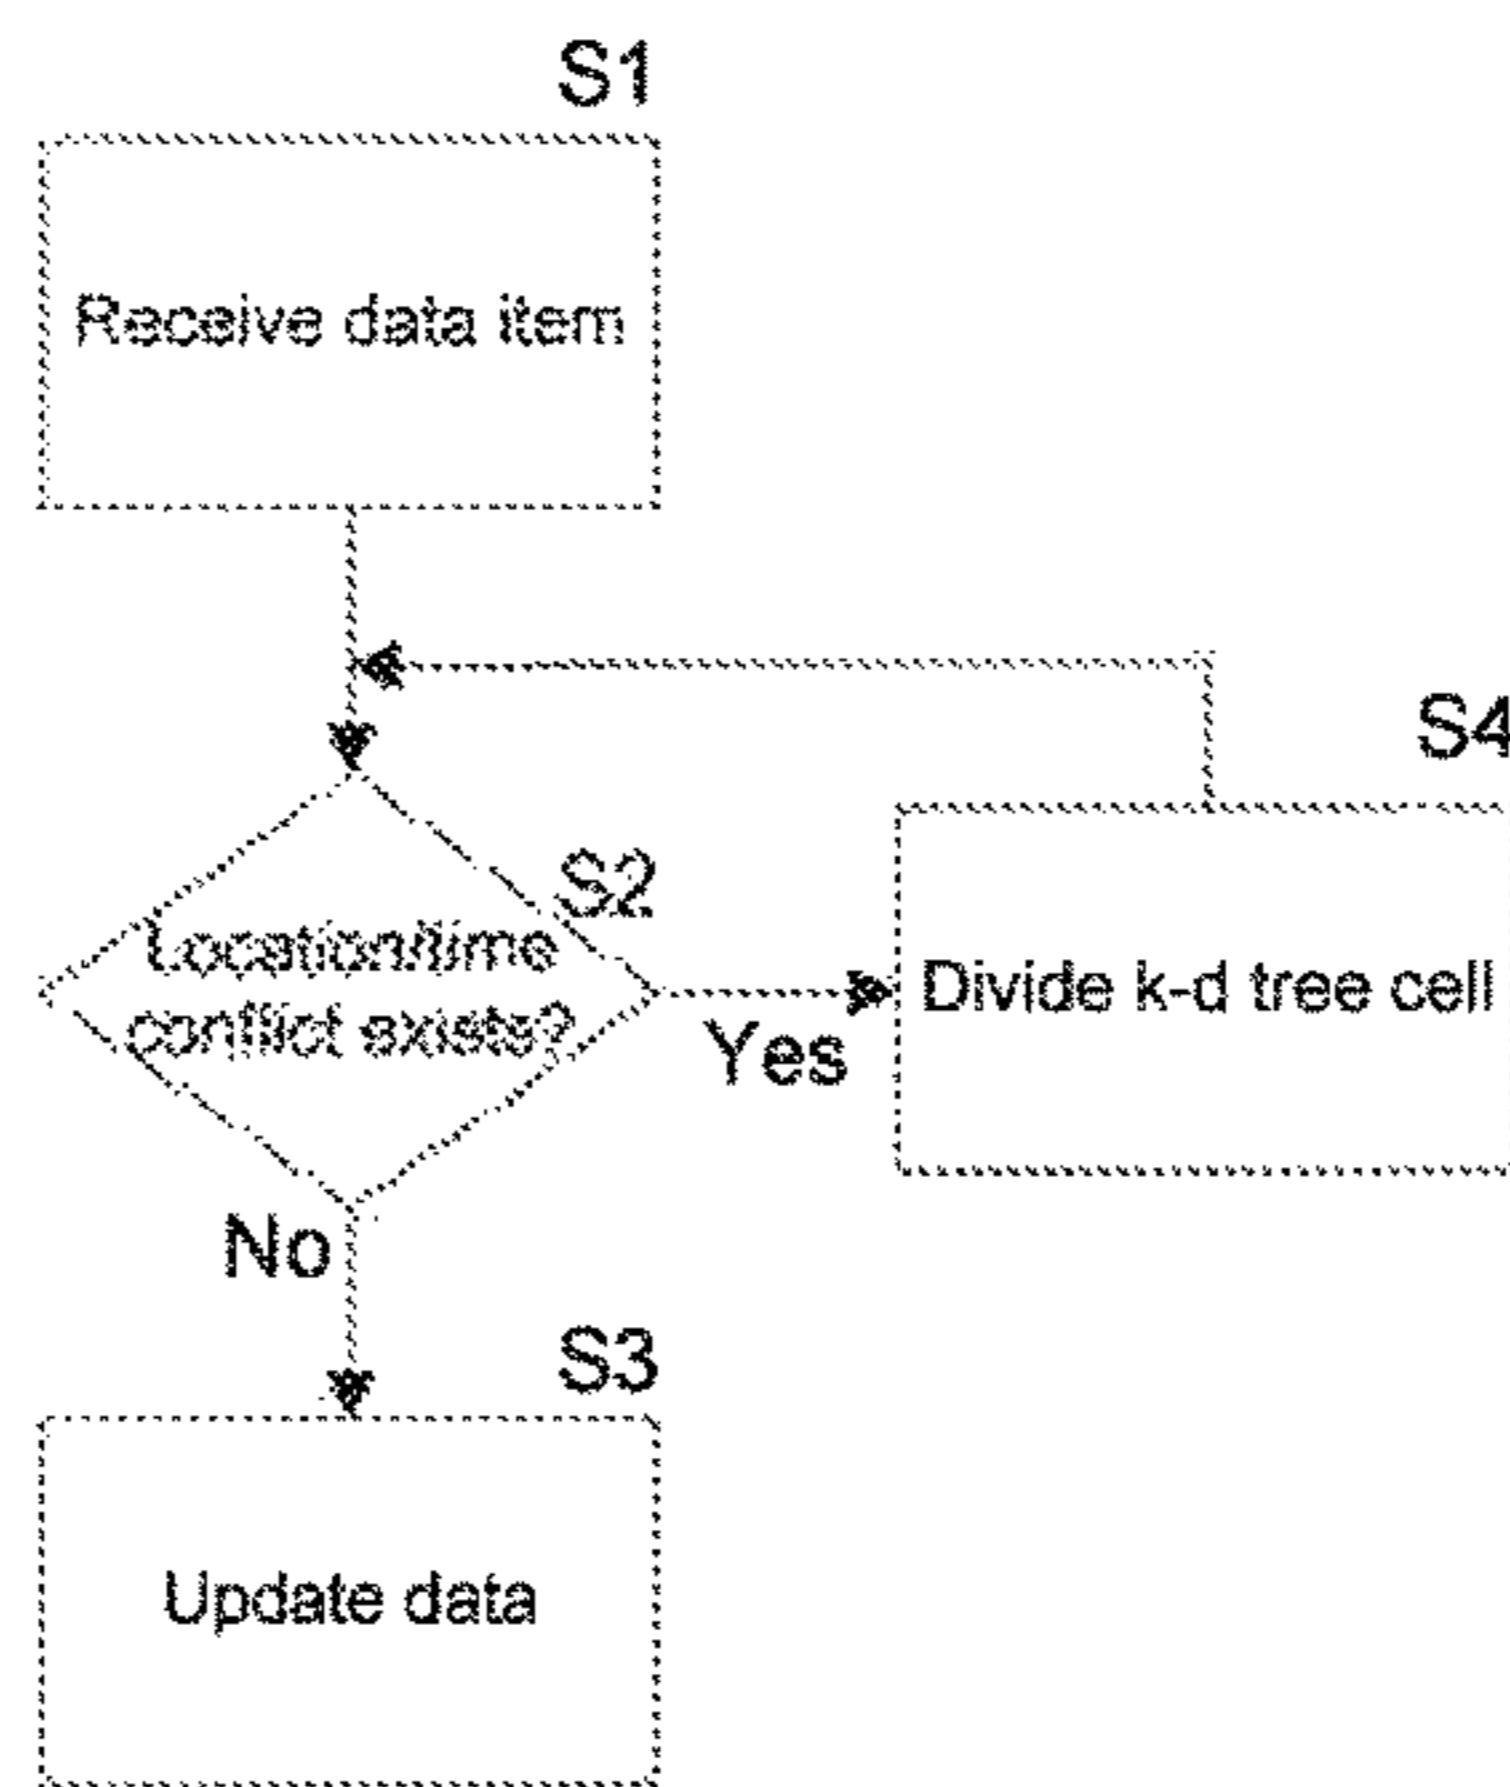 S1
Receive data item
S4
S2
Location/time
conflict exists?
Divide k-d tree cell
Yes
No
S3
Update data